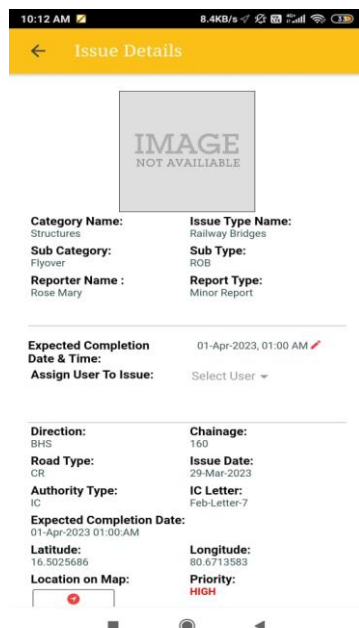 10:12 AM 8.4KB/s 33
Issue Details
IMAGE
NOT AVAILIABLE
Category Name: Issue Type Name:
Structures Railway Bridges
Sub Category: Sub Type:
Flyover ROB
Reporter Name : Report Type:
Rose Mary Minor Report
Expected Completion 01-Apr-2023, 01:00 AM
Date & Time:
Assign User To Issue: Select User
Direction: Chainage:
BHS 160
Road Type: Issue Date:
CR 29-Mar-2023
Authority Type: IC Letter:
IC Feb-Letter-7
Expected Completion Date:
01-Apr-2023 01:00:AM
Latitude: Longitude:
16.5025686 80.6713583
Location on Map: Priority:
HIGH